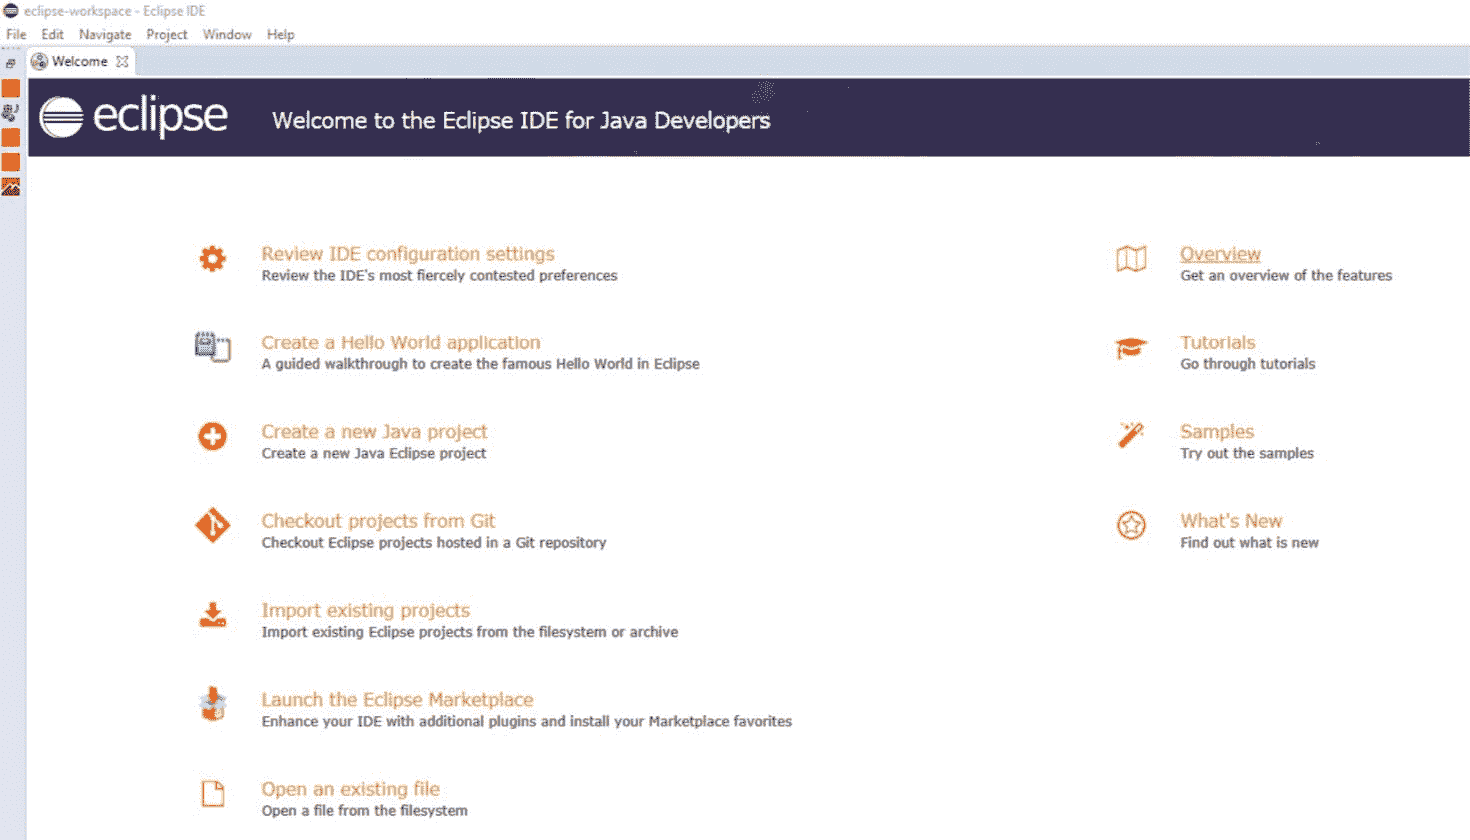 eclipse-workspace - Eclipse IDE
File Edit Navigate Project Window Help
Welcome
eclipse Welcome to the Eclipse IDE for Java Developers
Review IDE configuration settings
Review the IDE's most fiercely contested preferences
Create a Hello World application
A guided walkthrough to create the famous Hello World in Eclipse
Create a new Java project
Create a new Java Eclipse project
Checkout projects from Git
Checkout Eclipse projects hosted in a Git repository
Import existing projects
Import existing Eclipse projects from the filesystem or archive
Launch the Eclipse Marketplace
Enhance your IDE with additional plugins and install your Marketplace favorites
Open an existing file
Open a file from the filesystem
Overview
Get an overview of the features
Tutorials
Go through tutorials
Samples
Try out the samples
What's New
Find out what is new